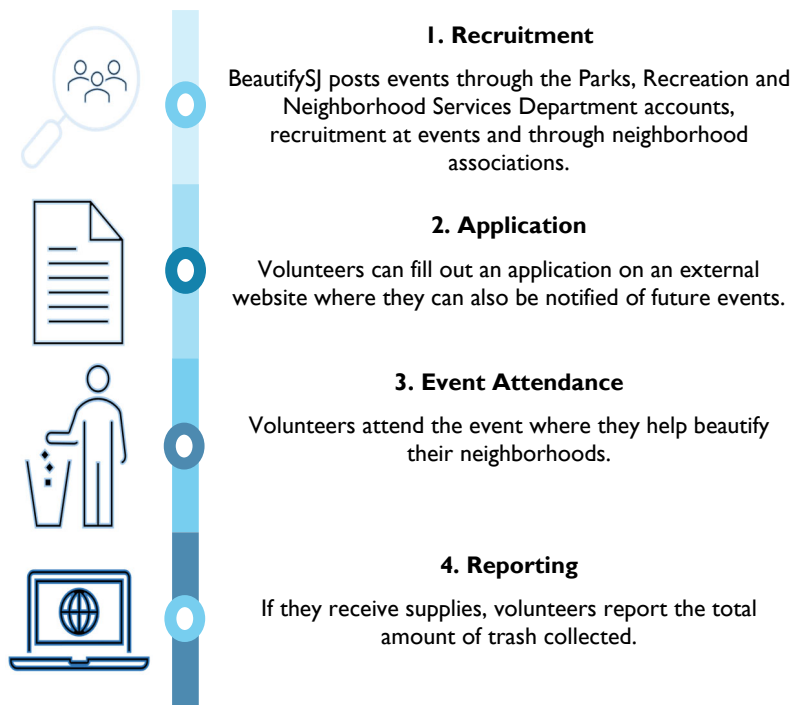 1. Recruitment
BeautifySJ posts events through the Parks, Recreation and
Neighborhood Services Department accounts,
recruitment at events and through neighborhood
associations.
2. Application
Volunteers can fill out an application on an external
website where they can also be notified of future events.
3. Event Attendance
Volunteers attend the event where they help beautify
their neighborhoods.
4. Reporting
If they receive supplies, volunteers report the total
amount of trash collected.